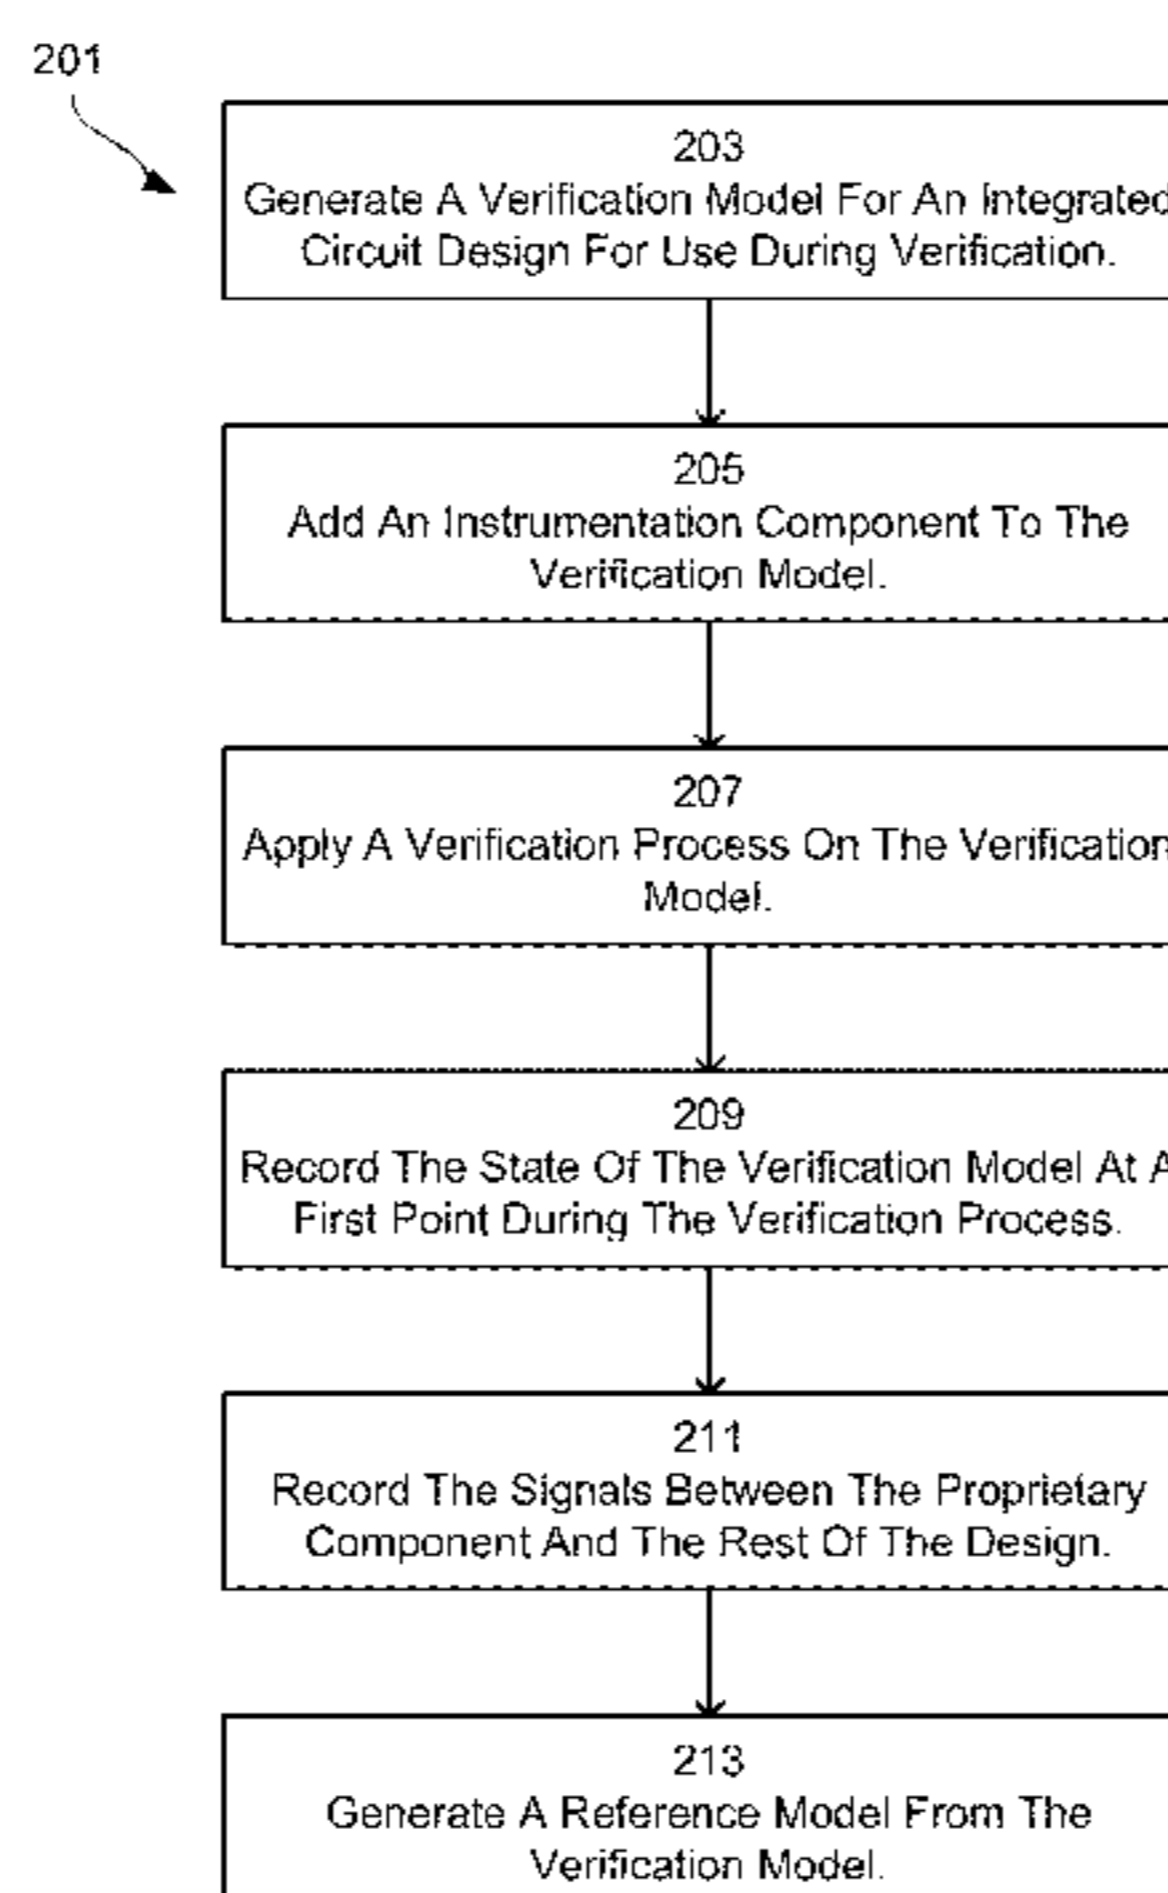 201
203
Generate A Verification Model For An Integrated
Circuit Design For Use During Verification.
205
Add An Instrumentation Component To The
Verification Model.
207
Apply A Verification Process On The Verification
Model.
209
Record The State Of The Verification Model At A
First Point During The Verification Process.
211
Record The Signals Between The Proprietary
Component And The Rest Of The Design.
213
Generate A Reference Model From The
Verification Model.